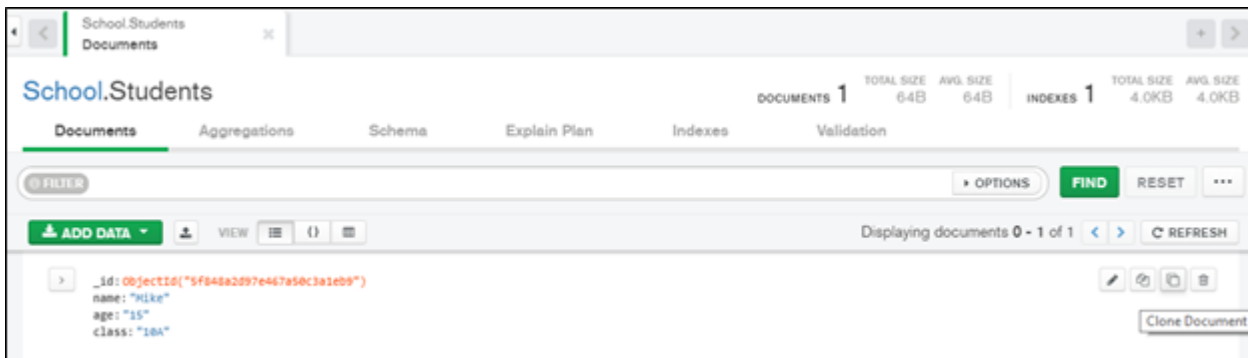 School.Students
Documents
School.Students
DOCUMENTS 1 TOTAL SIZE 64B AVG. SIZE 64B INDEXES 1 TOTAL SIZE 4.0KB AVG. SIZE 4.0KB
Documents Aggregations Schema Explain Plan Indexes Validation
FILTER OPTIONS FIND RESET ...
ADD DATA VIEW {} Displaying documents 0 - 1 of 1 < > REFRESH
_id: ObjectId("5f848a2d97e467a50c3a1eb9")
name: "Mike"
age: "15"
class: "10A"
Clone Document